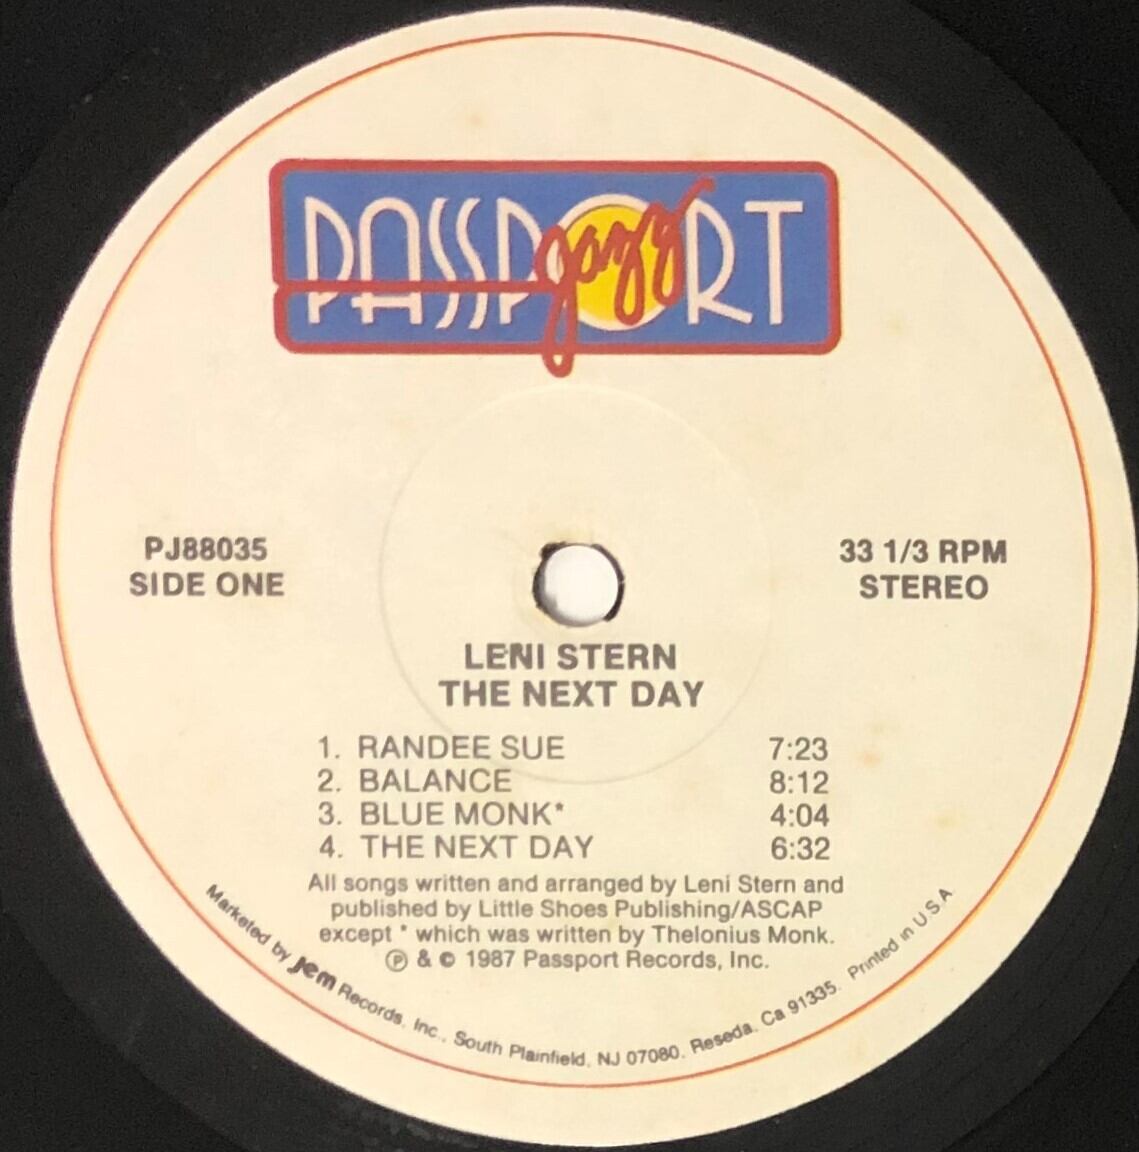 PASSPORT
jazz
PJ88035
SIDE ONE
33 1/3 RPM
STEREO
LENI STERN
THE NEXT DAY
1. RANDEE SUE 7:23
2. BALANCE 8:12
3. BLUE MONK* 4:04
4. THE NEXT DAY 6:32
All songs written and arranged by Leni Stern and
published by Little Shoes Publishing/ASCAP
except * which was written by Thelonius Monk.
℗ & © 1987 Passport Records, Inc.
Marketed by Jem Records, Inc., South Plainfield, NJ 07080. Reseda, Ca 91335. Printed in U.S.A.